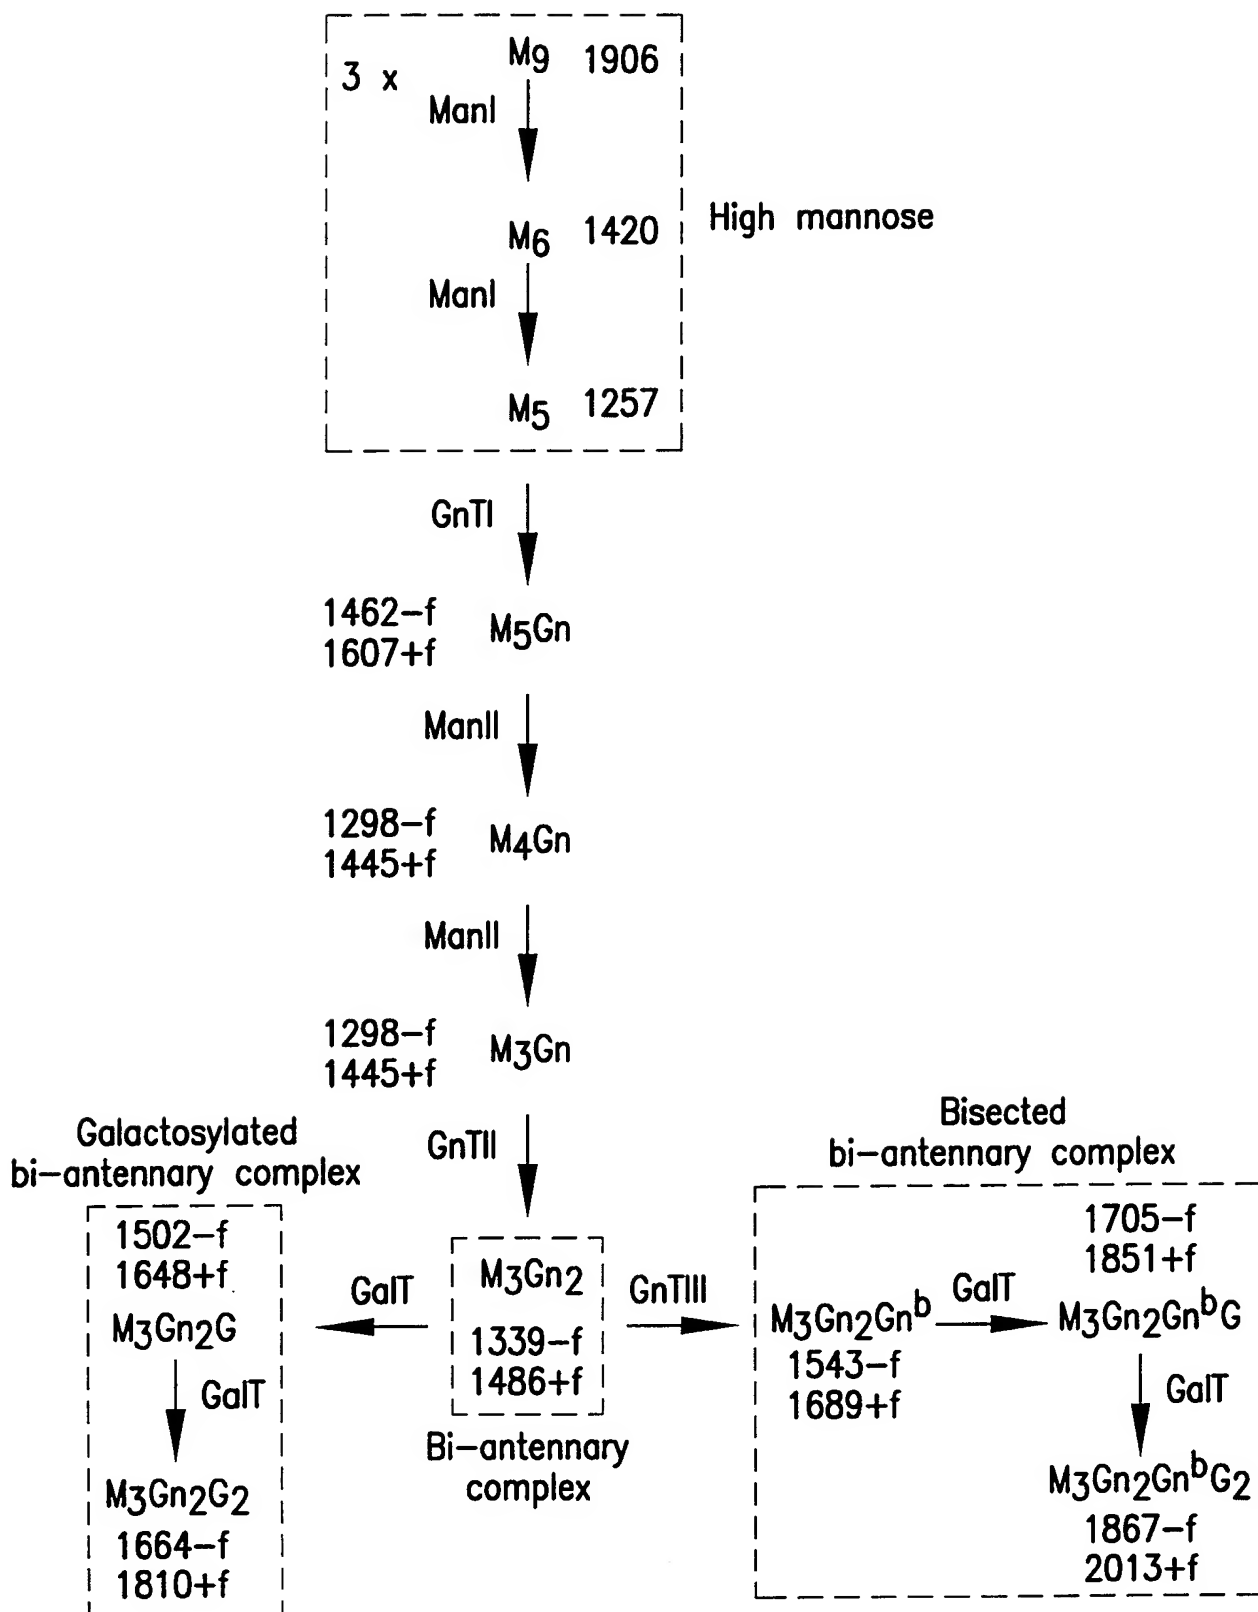 M9 1906
3 x
ManI
M6 1420
High mannose
ManI
M5 1257
GnTI
1462-f
1607+f
M5Gn
ManII
1298-f
1445+f
M4Gn
ManII
1298-f
1445+f
M3Gn
GnTII
Galactosylated
bi-antennary complex
1502-f
1648+f
M3Gn2G
GalT
M3Gn2G2
1664-f
1810+f
GalT
M3Gn2
1339-f
1486+f
Bi-antennary
complex
GnTIII
Bisected
bi-antennary complex
M3Gn2Gnb
1543-f
1689+f
GalT
1705-f
1851+f
M3Gn2GnbG
GalT
M3Gn2GnbG2
1867-f
2013+f